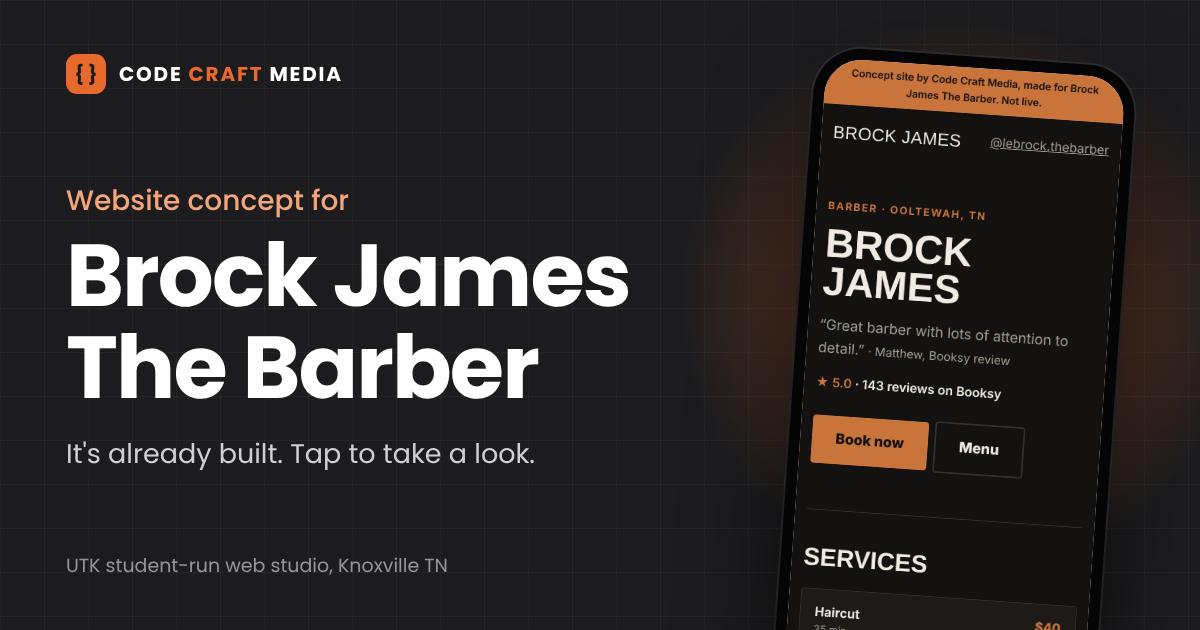 { } CODE CRAFT MEDIA
Website concept for
Brock James
The Barber
It's already built. Tap to take a look.
UTK student-run web studio, Knoxville TN
Concept site by Code Craft Media, made for Brock
James The Barber. Not live.
BROCK JAMES @lebrock.thebarber
BARBER · OOLTEWAH, TN
BROCK
JAMES
“Great barber with lots of attention to
detail.” · Matthew, Booksy review
★ 5.0 · 143 reviews on Booksy
Book now Menu
SERVICES
Haircut $40
35 min